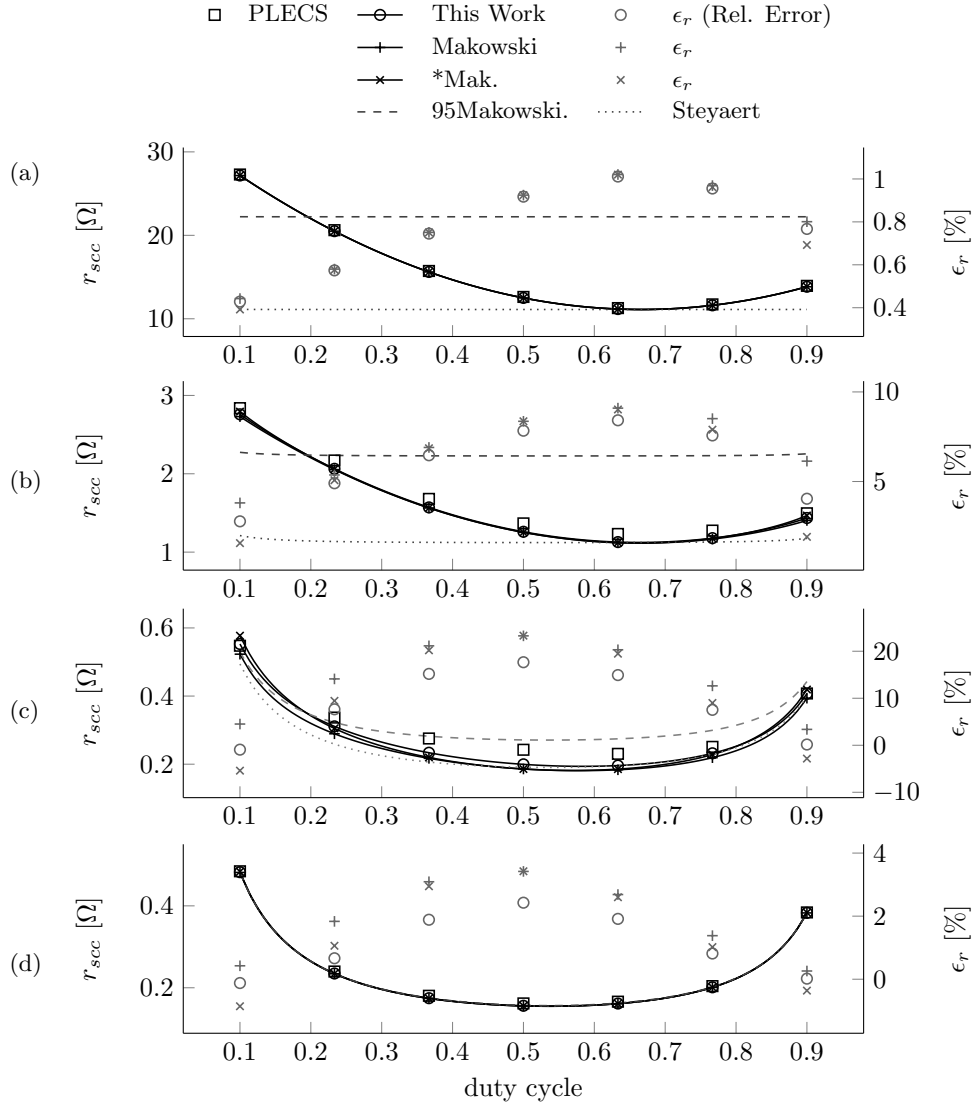 PLECS This Work ϵr (Rel. Error)
Makowski ϵr
*Mak. ϵr
95Makowski. Steyaert
(a)
rscc [Ω]
30
20
10
1
0.8
0.6
0.4
ϵr [%]
0.1 0.2 0.3 0.4 0.5 0.6 0.7 0.8 0.9
(b)
rscc [Ω]
3
2
1
10
5
ϵr [%]
0.1 0.2 0.3 0.4 0.5 0.6 0.7 0.8 0.9
(c)
rscc [Ω]
0.6
0.4
0.2
20
10
0
−10
ϵr [%]
0.1 0.2 0.3 0.4 0.5 0.6 0.7 0.8 0.9
(d)
rscc [Ω]
0.4
0.2
4
2
0
ϵr [%]
0.1 0.2 0.3 0.4 0.5 0.6 0.7 0.8 0.9
duty cycle